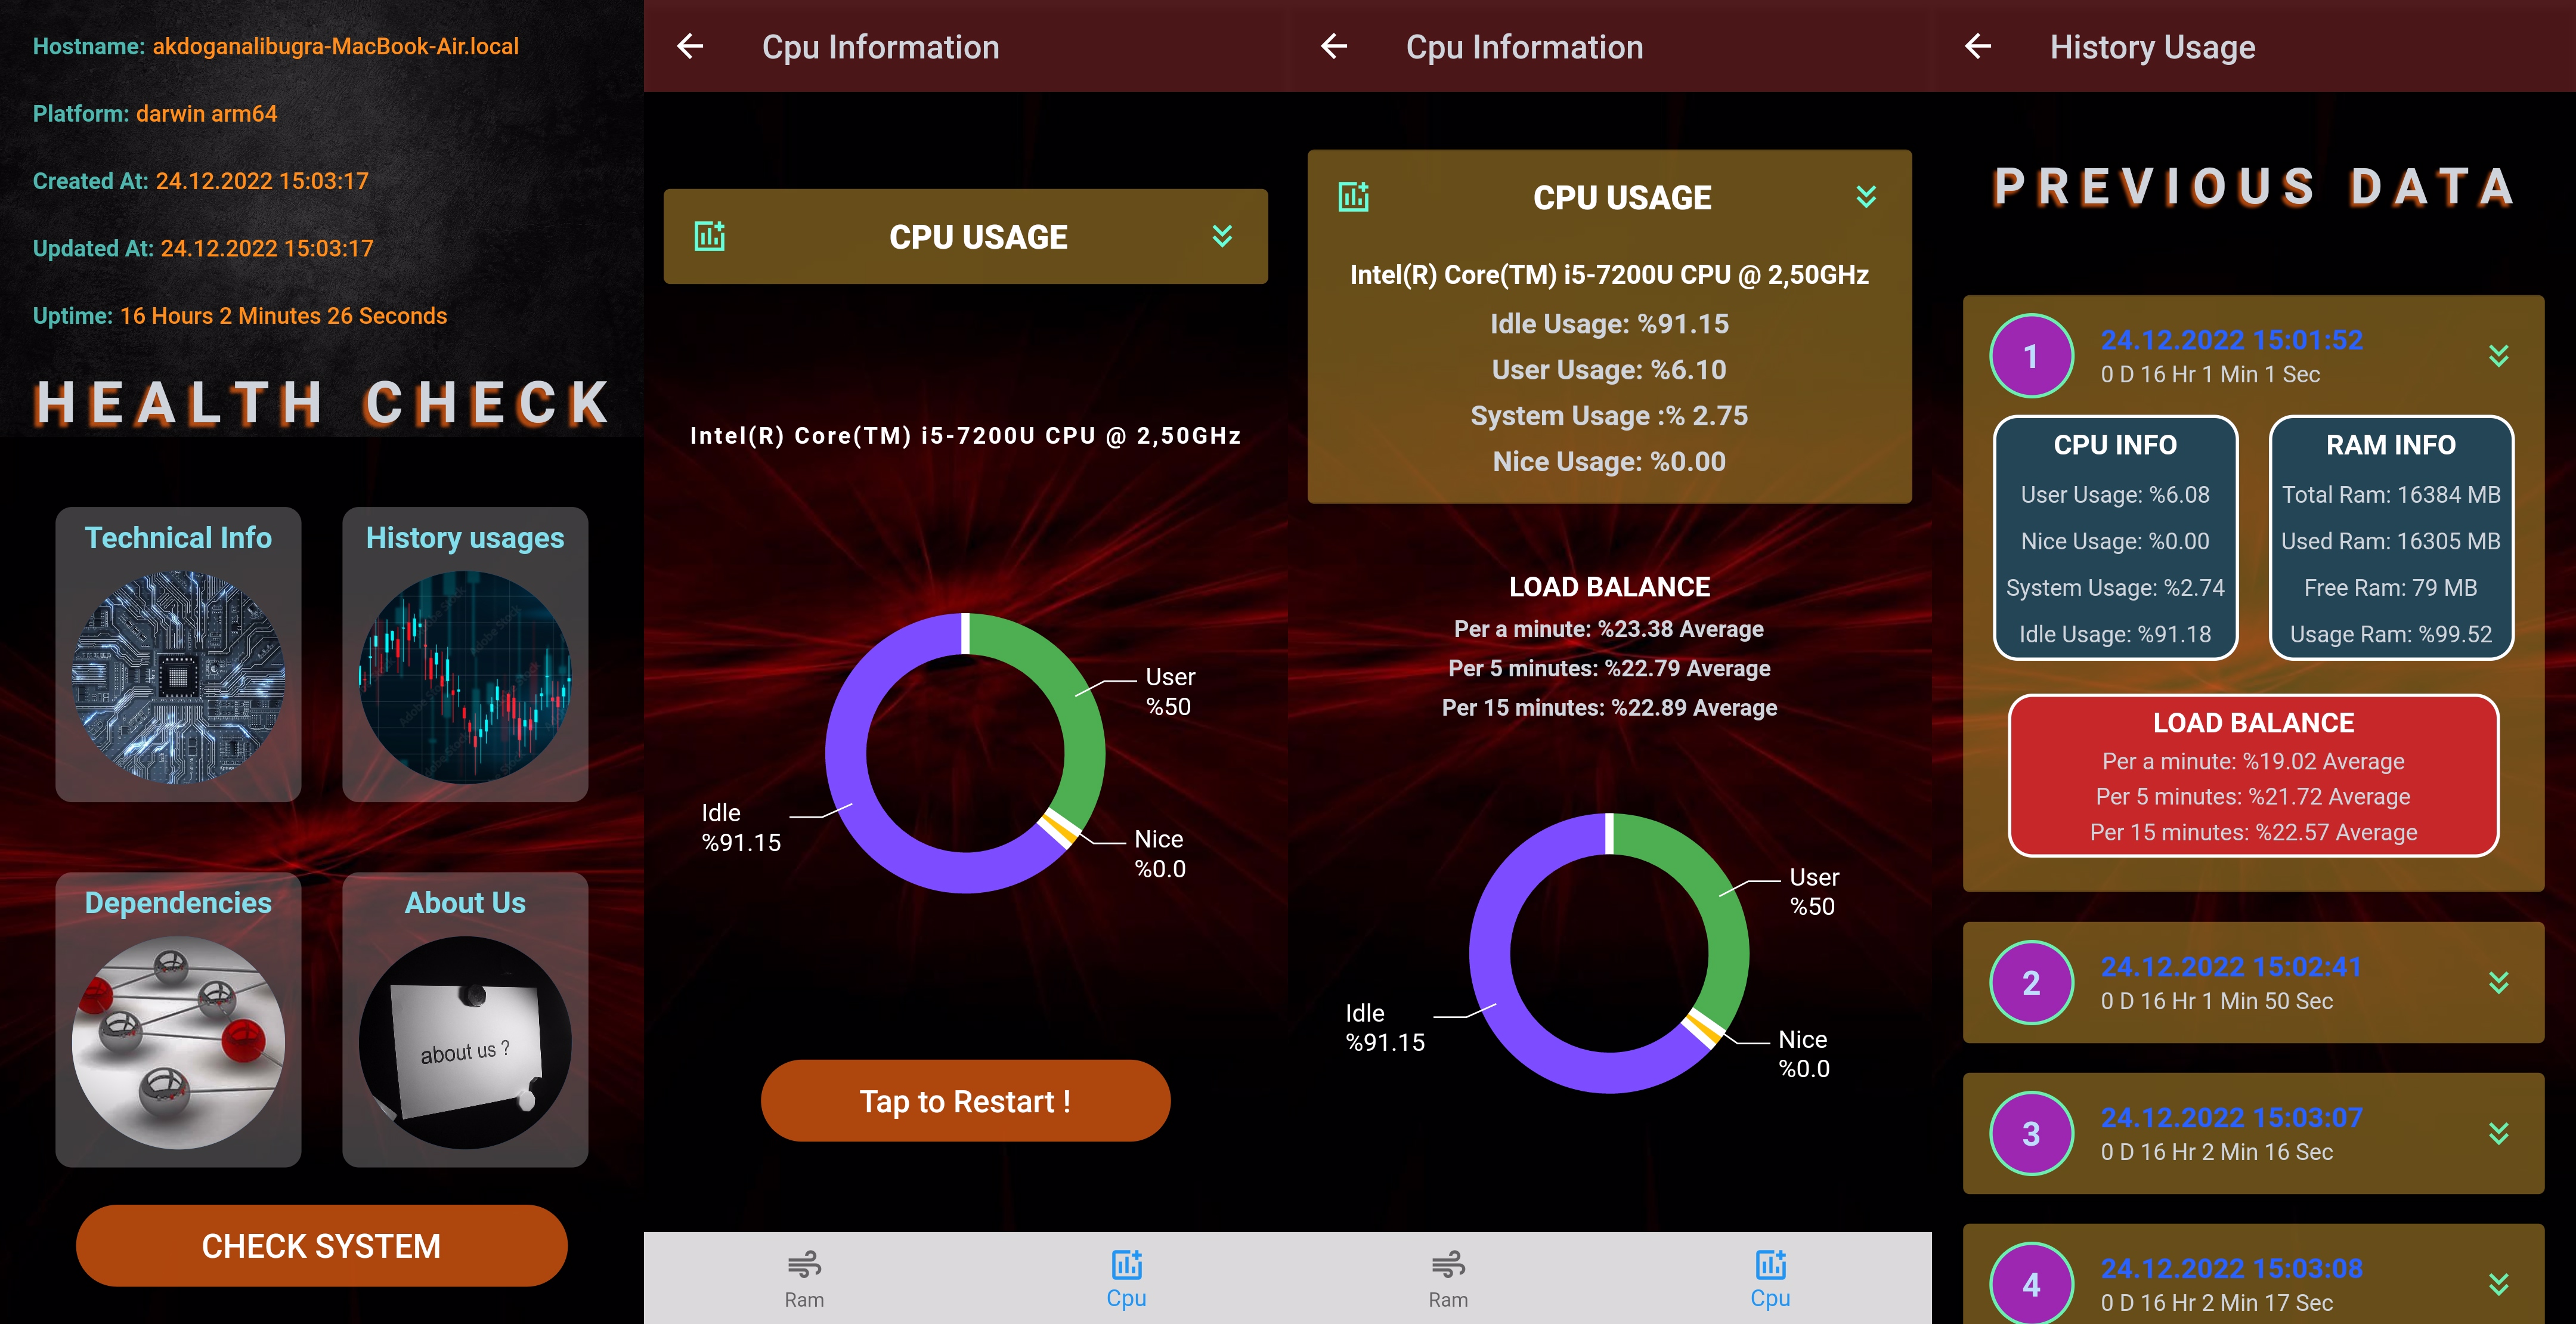 Hostname: akdoganalibugra-MacBook-Air.local
Platform: darwin arm64
Created At: 24.12.2022 15:03:17
Updated At: 24.12.2022 15:03:17
Uptime: 16 Hours 2 Minutes 26 Seconds
HEALTH CHECK
Technical Info
History usages
Adobe Stock
Dependencies
About Us
about us ?
CHECK SYSTEM
Cpu Information
CPU USAGE
Intel(R) Core(TM) i5-7200U CPU @ 2,50GHz
User
%50
Idle
%91.15
Nice
%0.0
Tap to Restart !
Ram
Cpu
Cpu Information
CPU USAGE
Intel(R) Core(TM) i5-7200U CPU @ 2,50GHz
Idle Usage: %91.15
User Usage: %6.10
System Usage :% 2.75
Nice Usage: %0.00
LOAD BALANCE
Per a minute: %23.38 Average
Per 5 minutes: %22.79 Average
Per 15 minutes: %22.89 Average
User
%50
Idle
%91.15
Nice
%0.0
Ram
Cpu
History Usage
PREVIOUS DATA
1
24.12.2022 15:01:52
0 D 16 Hr 1 Min 1 Sec
CPU INFO
User Usage: %6.08
Nice Usage: %0.00
System Usage: %2.74
Idle Usage: %91.18
RAM INFO
Total Ram: 16384 MB
Used Ram: 16305 MB
Free Ram: 79 MB
Usage Ram: %99.52
LOAD BALANCE
Per a minute: %19.02 Average
Per 5 minutes: %21.72 Average
Per 15 minutes: %22.57 Average
2
24.12.2022 15:02:41
0 D 16 Hr 1 Min 50 Sec
3
24.12.2022 15:03:07
0 D 16 Hr 2 Min 16 Sec
4
24.12.2022 15:03:08
0 D 16 Hr 2 Min 17 Sec